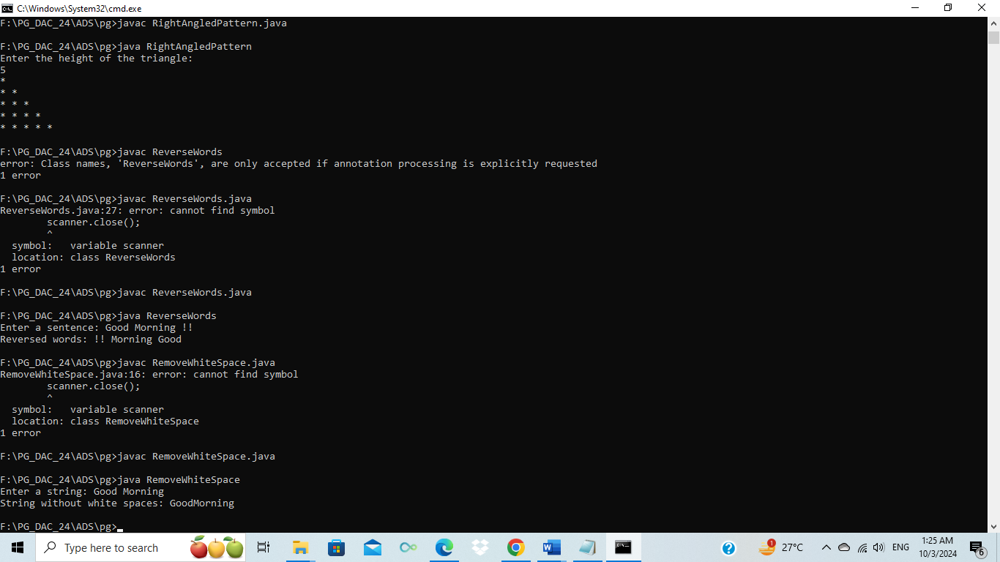 C:\Windows\System32\cmd.exe
F:\PG_DAC_24\ADS\pg>javac RightAngledPattern.java
F:\PG_DAC_24\ADS\pg>java RightAngledPattern
Enter the height of the triangle:
5
*
* *
* * *
* * * *
* * * * *
F:\PG_DAC_24\ADS\pg>javac ReverseWords
error: Class names, 'ReverseWords', are only accepted if annotation processing is explicitly requested
1 error
F:\PG_DAC_24\ADS\pg>javac ReverseWords.java
ReverseWords.java:27: error: cannot find symbol
        scanner.close();
        ^
  symbol:   variable scanner
  location: class ReverseWords
1 error
F:\PG_DAC_24\ADS\pg>javac ReverseWords.java
F:\PG_DAC_24\ADS\pg>java ReverseWords
Enter a sentence: Good Morning !!
Reversed words: !! Morning Good
F:\PG_DAC_24\ADS\pg>javac RemoveWhiteSpace.java
RemoveWhiteSpace.java:16: error: cannot find symbol
        scanner.close();
        ^
  symbol:   variable scanner
  location: class RemoveWhiteSpace
1 error
F:\PG_DAC_24\ADS\pg>javac RemoveWhiteSpace.java
F:\PG_DAC_24\ADS\pg>java RemoveWhiteSpace
Enter a string: Good Morning
String without white spaces: GoodMorning
F:\PG_DAC_24\ADS\pg>
Type here to search
1
27°C
ENG
1:25 AM
10/3/2024
6